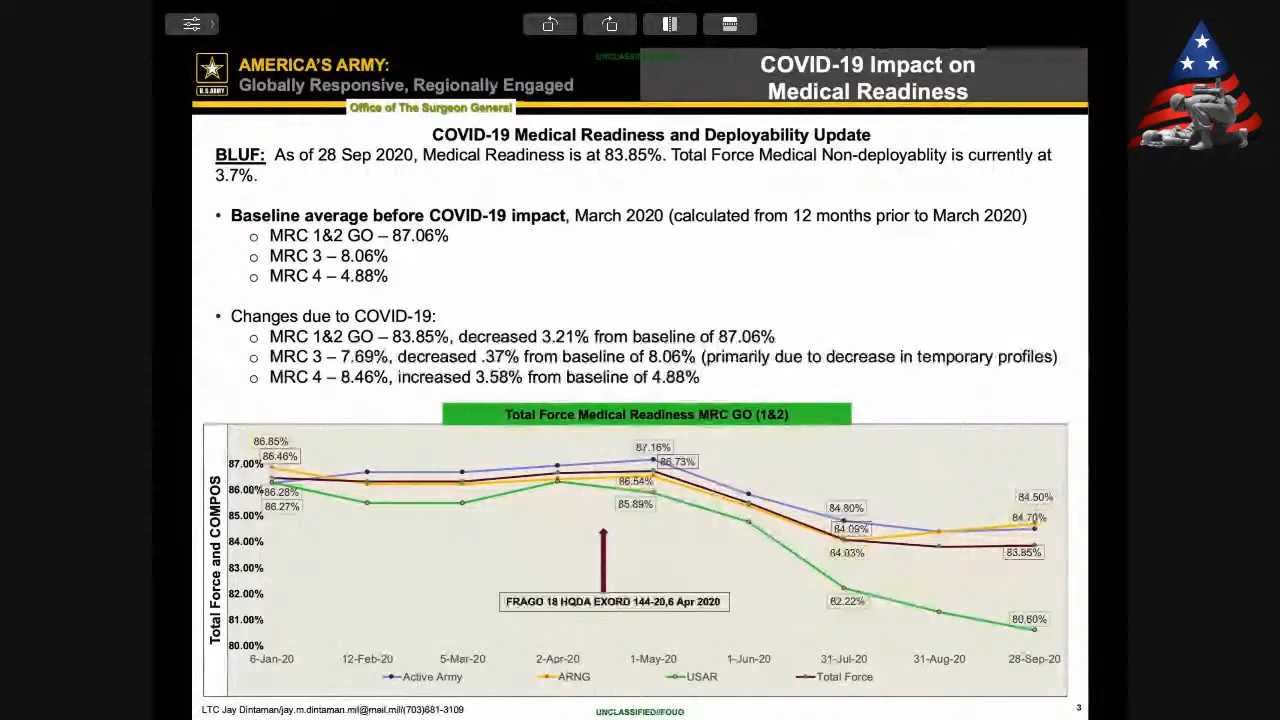 UNCLASSIFIED//FOUO
AMERICA'S ARMY:
Globally Responsive, Regionally Engaged
U.S.ARMY
Office of The Surgeon General
COVID-19 Impact on
Medical Readiness
COVID-19 Medical Readiness and Deployability Update
BLUF: As of 28 Sep 2020, Medical Readiness is at 83.85%. Total Force Medical Non-deployablity is currently at
3.7%.
• Baseline average before COVID-19 impact, March 2020 (calculated from 12 months prior to March 2020)
o MRC 1&2 GO – 87.06%
o MRC 3 – 8.06%
o MRC 4 – 4.88%
• Changes due to COVID-19:
o MRC 1&2 GO – 83.85%, decreased 3.21% from baseline of 87.06%
o MRC 3 – 7.69%, decreased .37% from baseline of 8.06% (primarily due to decrease in temporary profiles)
o MRC 4 – 8.46%, increased 3.58% from baseline of 4.88%
Total Force Medical Readiness MRC GO (1&2)
Total Force and COMPOS
87.00%
86.00%
85.00%
84.00%
83.00%
82.00%
81.00%
80.00%
86.85%
86.46%
86.28%
86.27%
87.16%
86.73%
86.54%
85.89%
84.80%
84.09%
84.03%
82.22%
84.50%
84.70%
83.85%
80.60%
FRAGO 18 HQDA EXORD 144-20,6 Apr 2020
6-Jan-20 12-Feb-20 5-Mar-20 2-Apr-20 1-May-20 1-Jun-20 31-Jul-20 31-Aug-20 28-Sep-20
Active Army ARNG USAR Total Force
LTC Jay Dintaman/jay.m.dintaman.mil@mail.mil/(703)681-3109
UNCLASSIFIED//FOUO
3